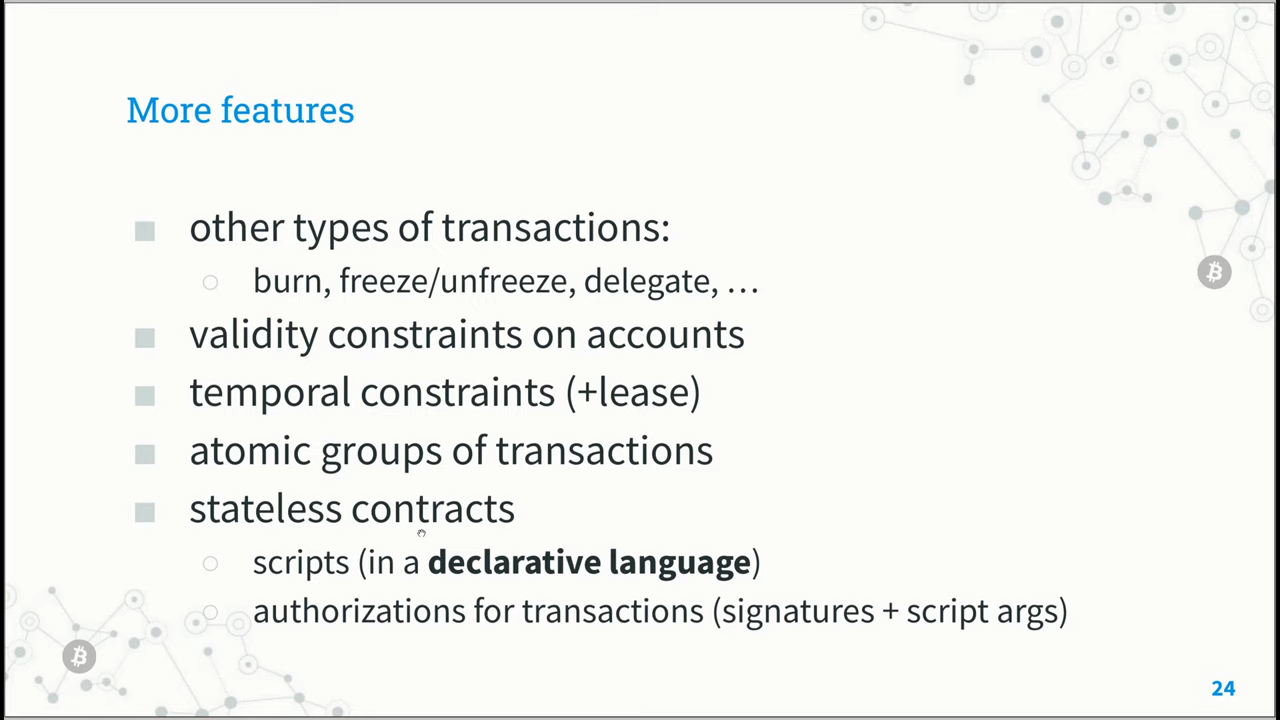 More features
other types of transactions:
burn, freeze/unfreeze, delegate, …
validity constraints on accounts
temporal constraints (+lease)
atomic groups of transactions
stateless contracts
scripts (in a declarative language)
authorizations for transactions (signatures + script args)
24